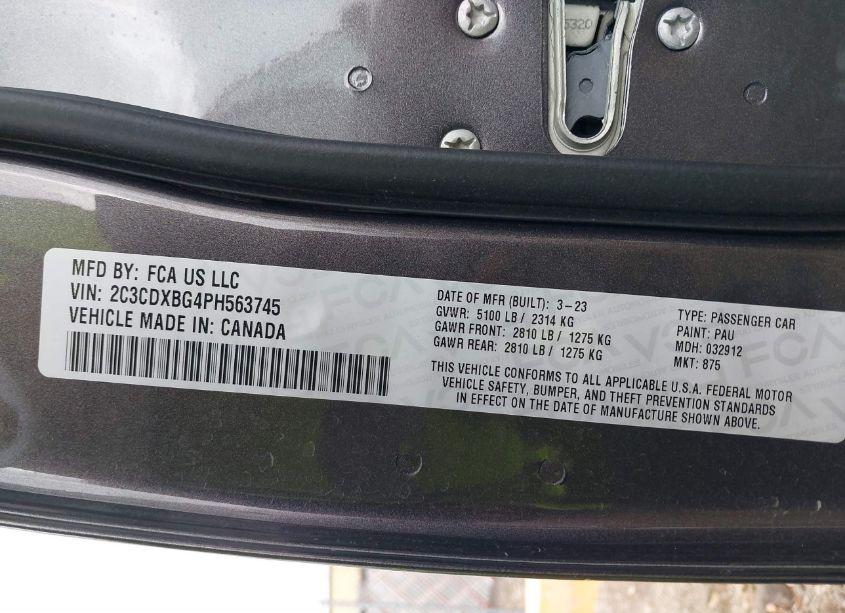 5320
MFD BY: FCA US LLC
VIN: 2C3CDXBG4PH563745
VEHICLE MADE IN: CANADA
DATE OF MFR (BUILT): 3-23
GVWR: 5100 LB / 2314 KG
GAWR FRONT: 2810 LB / 1275 KG
GAWR REAR: 2810 LB / 1275 KG
TYPE: PASSENGER CAR
PAINT: PAU
MDH: 032912
MKT: 875
THIS VEHICLE CONFORMS TO ALL APPLICABLE U.S.A. FEDERAL MOTOR
VEHICLE SAFETY, BUMPER, AND THEFT PREVENTION STANDARDS
IN EFFECT ON THE DATE OF MANUFACTURE SHOWN ABOVE.